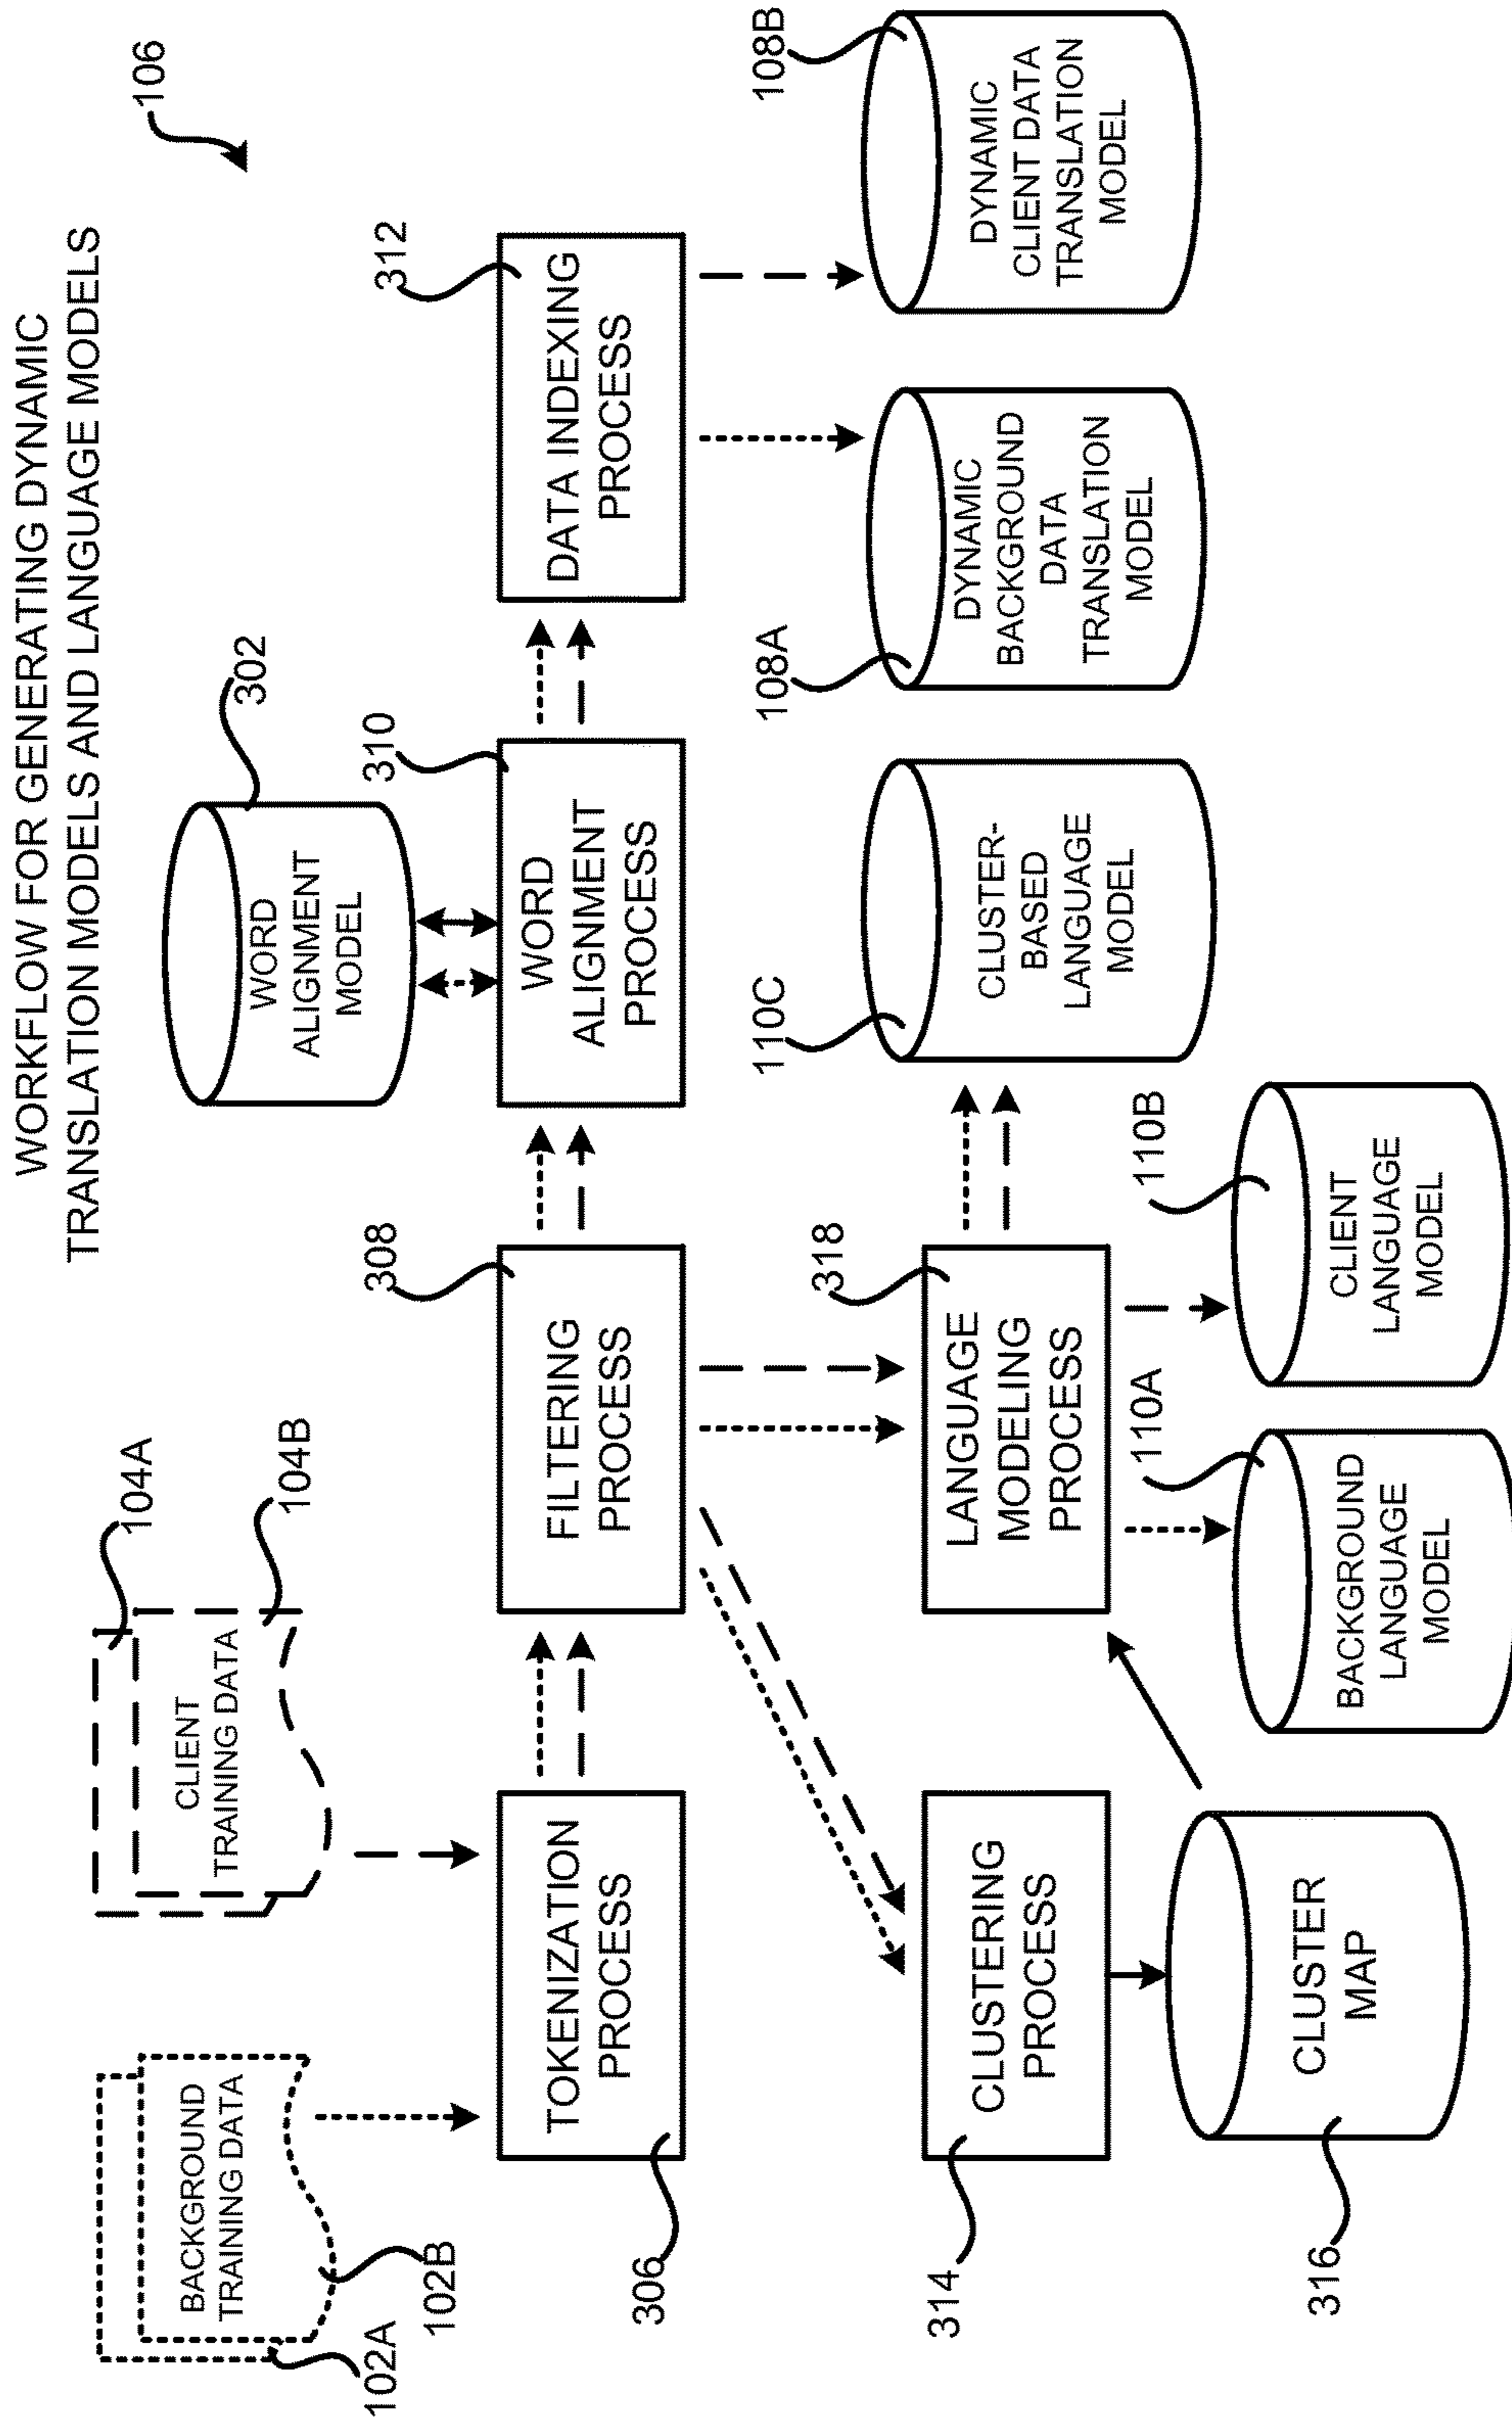 WORKFLOW FOR GENERATING DYNAMIC
TRANSLATION MODELS AND LANGUAGE MODELS
106
BACKGROUND
TRAINING DATA
102A
102B
CLIENT
TRAINING DATA
104A
104B
WORD
ALIGNMENT
MODEL
302
TOKENIZATION
PROCESS
306
FILTERING
PROCESS
308
WORD
ALIGNMENT
PROCESS
310
DATA INDEXING
PROCESS
312
CLUSTERING
PROCESS
314
LANGUAGE
MODELING
PROCESS
318
CLUSTER-
BASED
LANGUAGE
MODEL
110C
DYNAMIC
BACKGROUND
DATA
TRANSLATION
MODEL
108A
DYNAMIC
CLIENT DATA
TRANSLATION
MODEL
108B
CLUSTER
MAP
316
BACKGROUND
LANGUAGE
MODEL
110A
CLIENT
LANGUAGE
MODEL
110B